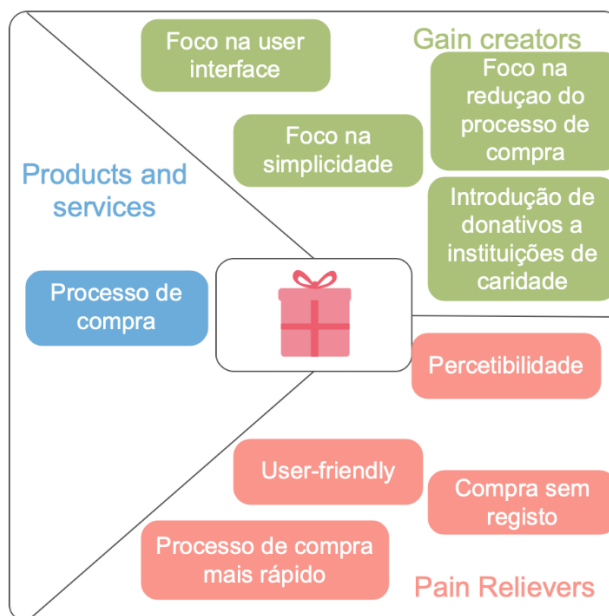 Foco na user
interface
Gain creators
Foco na
reduçao do
processo de
compra
Foco na
simplicidade
Products and
services
Introdução de
donativos a
instituições de
caridade
Processo de
compra
Percetibilidade
User-friendly
Compra sem
registo
Processo de compra
mais rápido
Pain Relievers